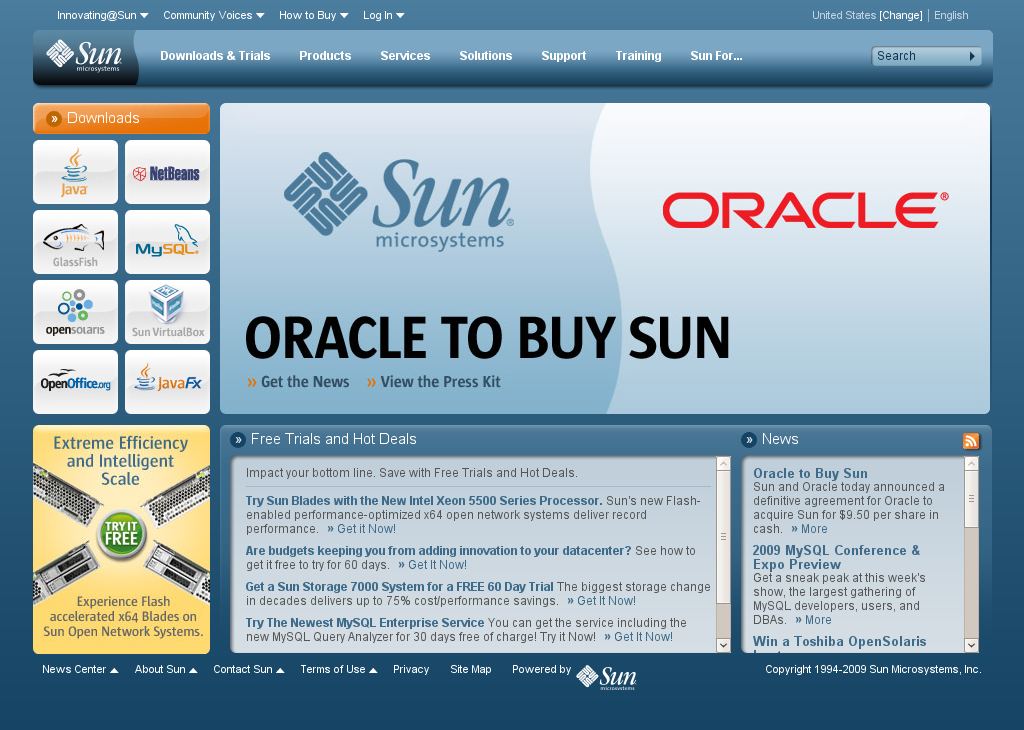 Innovating@Sun Community Voices How to Buy Log In United States [Change] English
Sun microsystems
Downloads & Trials Products Services Solutions Support Training Sun For... Search
» Downloads
Java NetBeans
GlassFish MySQL
opensolaris Sun VirtualBox
OpenOffice.org JavaFX
Sun microsystems
ORACLE®
ORACLE TO BUY SUN
» Get the News » View the Press Kit
Extreme Efficiency
and Intelligent
Scale
TRY IT
FREE
Experience Flash
accelerated x64 Blades on
Sun Open Network Systems.
» Free Trials and Hot Deals
Impact your bottom line. Save with Free Trials and Hot Deals.
Try Sun Blades with the New Intel Xeon 5500 Series Processor. Sun's new Flash-
enabled performance-optimized x64 open network systems deliver record
performance. » Get it Now!
Are budgets keeping you from adding innovation to your datacenter? See how to
get it free to try for 60 days. » Get It Now!
Get a Sun Storage 7000 System for a FREE 60 Day Trial The biggest storage change
in decades delivers up to 75% cost/performance savings. » Get It Now!
Try The Newest MySQL Enterprise Service You can get the service including the
new MySQL Query Analyzer for 30 days free of charge! Try it Now! » Get It Now!
» News
Oracle to Buy Sun
Sun and Oracle today announced a
definitive agreement for Oracle to
acquire Sun for $9.50 per share in
cash. » More
2009 MySQL Conference &
Expo Preview
Get a sneak peak at this week's
show, the largest gathering of
MySQL developers, users, and
DBAs. » More
Win a Toshiba OpenSolaris
News Center About Sun Contact Sun Terms of Use Privacy Site Map Powered by Sun microsystems Copyright 1994-2009 Sun Microsystems, Inc.